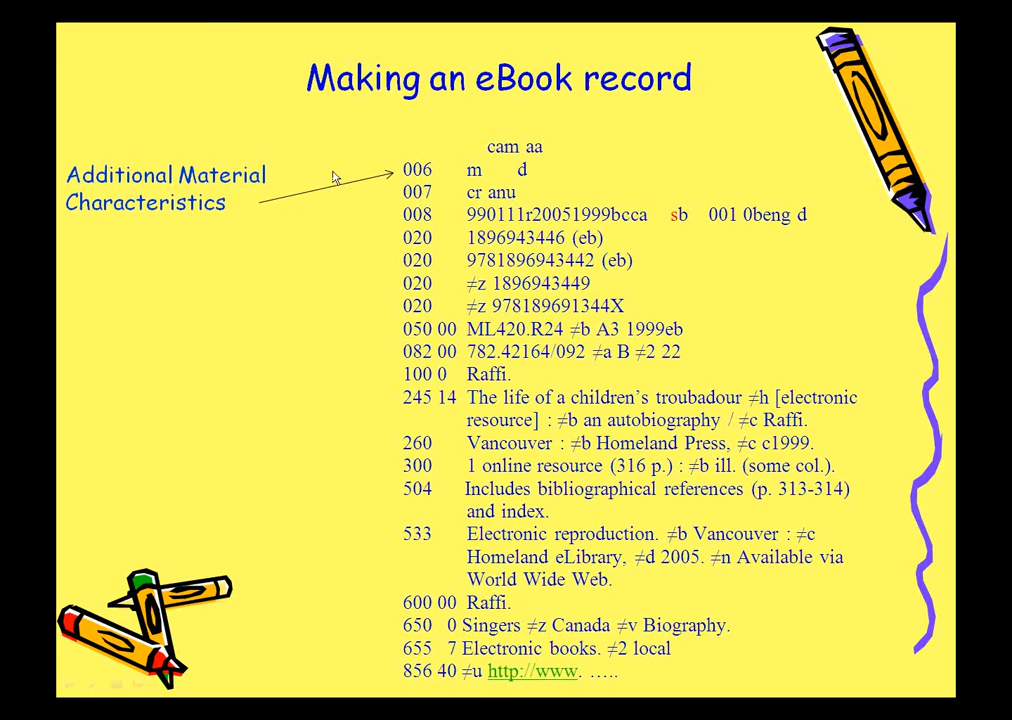 Making an eBook record
Additional Material
Characteristics
cam aa
006 m d
007 cr anu
008 990111r20051999bcca sb 001 0beng d
020 1896943446 (eb)
020 9781896943442 (eb)
020 ≠z 1896943449
020 ≠z 978189691344X
050 00 ML420.R24 ≠b A3 1999eb
082 00 782.42164/092 ≠a B ≠2 22
100 0 Raffi.
245 14 The life of a children's troubadour ≠h [electronic
resource] : ≠b an autobiography / ≠c Raffi.
260 Vancouver : ≠b Homeland Press, ≠c c1999.
300 1 online resource (316 p.) : ≠b ill. (some col.).
504 Includes bibliographical references (p. 313-314)
and index.
533 Electronic reproduction. ≠b Vancouver : ≠c
Homeland eLibrary, ≠d 2005. ≠n Available via
World Wide Web.
600 00 Raffi.
650 0 Singers ≠z Canada ≠v Biography.
655 7 Electronic books. ≠2 local
856 40 ≠u http://www. …..